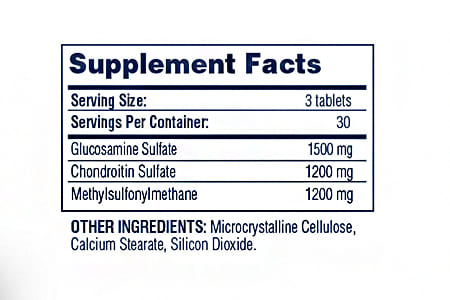 Supplement Facts
Serving Size: 3 tablets
Servings Per Container: 30
Glucosamine Sulfate 1500 mg
Chondroitin Sulfate 1200 mg
Methylsulfonylmethane 1200 mg
OTHER INGREDIENTS: Microcrystalline Cellulose,
Calcium Stearate, Silicon Dioxide.